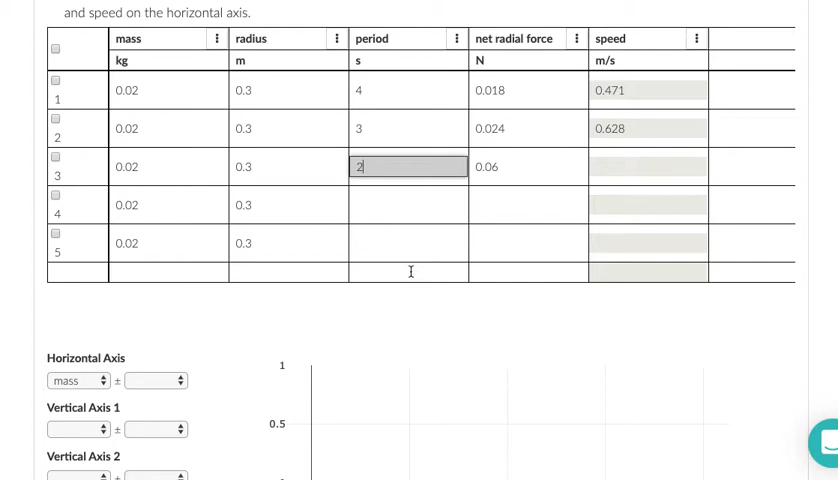 and speed on the horizontal axis.
mass radius period net radial force speed
kg m s N m/s
1 0.02 0.3 4 0.018 0.471
2 0.02 0.3 3 0.024 0.628
3 0.02 0.3 2 0.06
4 0.02 0.3
5 0.02 0.3
Horizontal Axis
mass ±
Vertical Axis 1
±
Vertical Axis 2
1
0.5